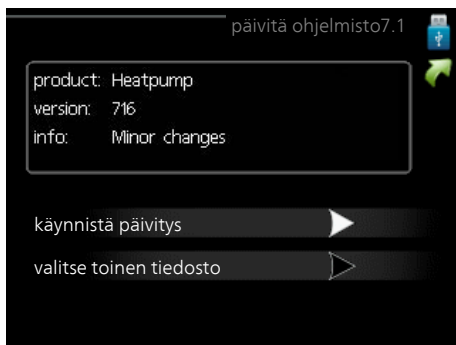 päivitä ohjelmisto7.1
product: Heatpump
version: 716
info: Minor changes
käynnistä päivitys
valitse toinen tiedosto